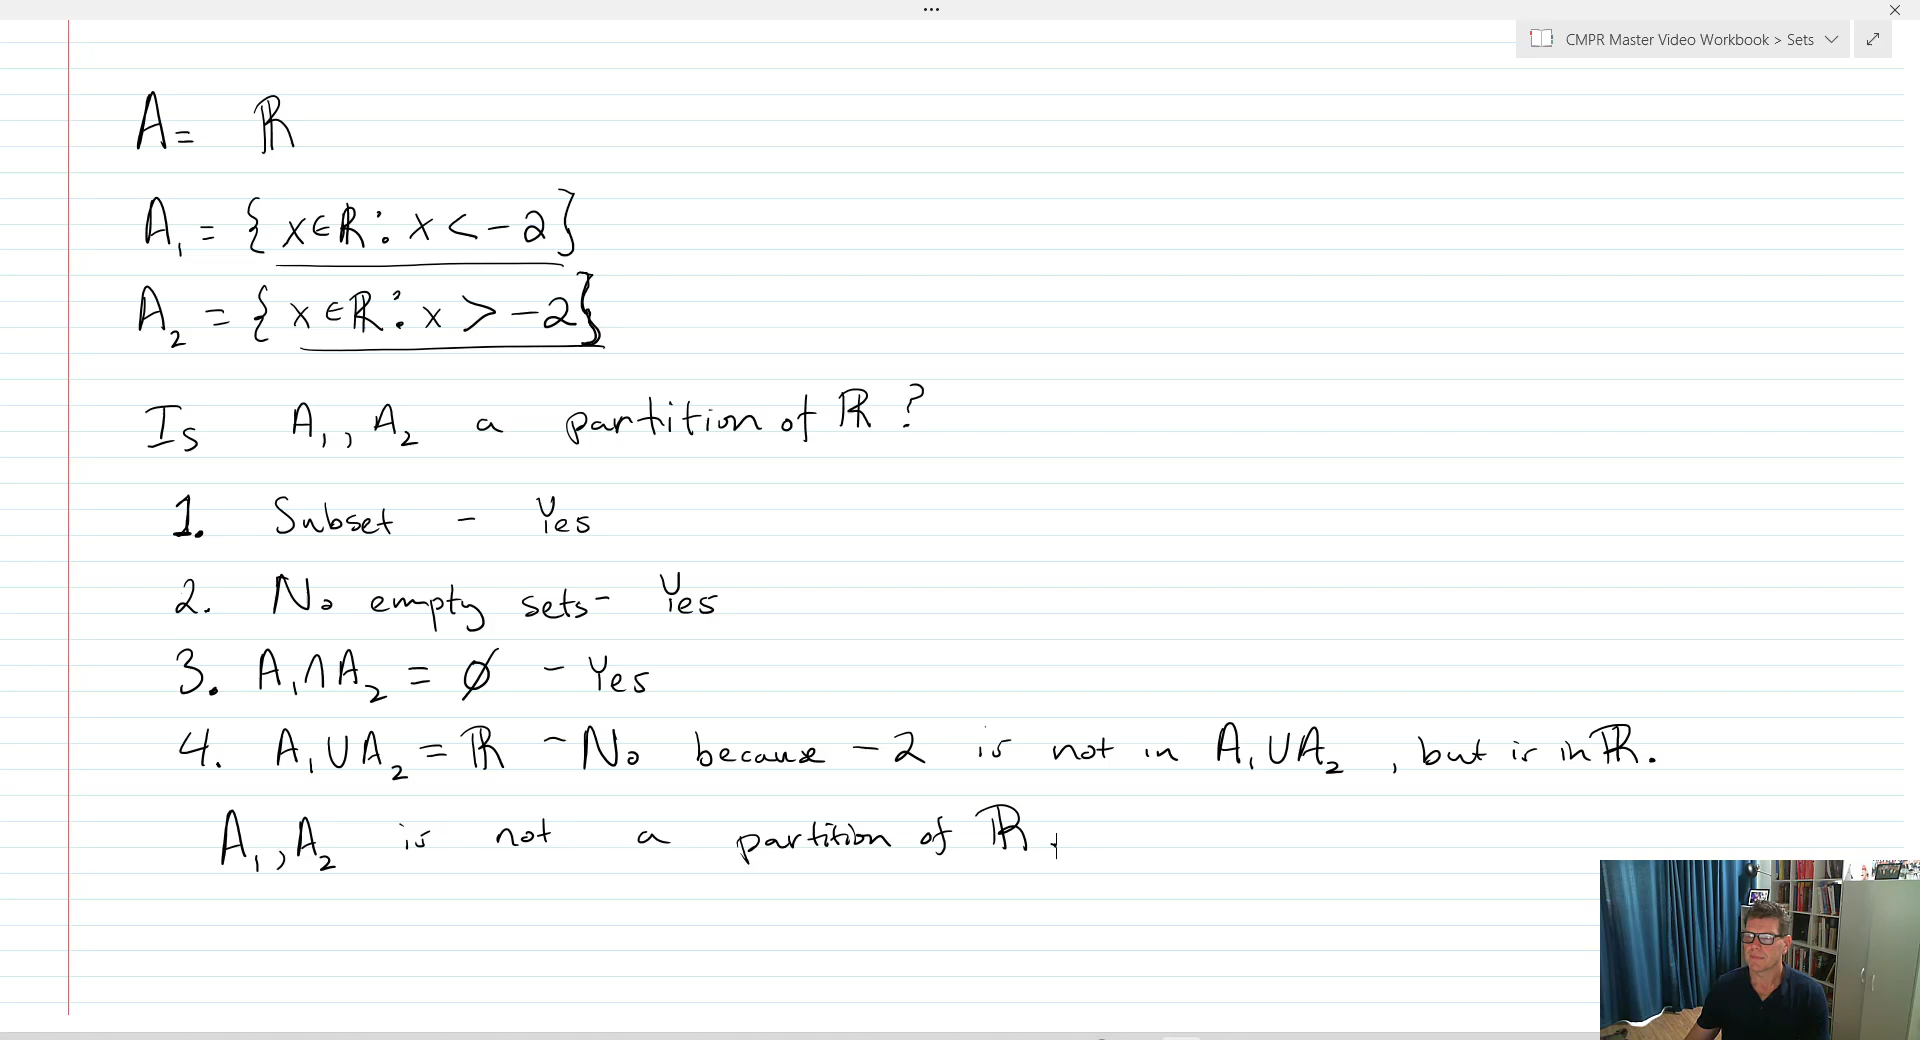 CMPR Master Video Workbook > Sets
A = ℝ
A₁ = { x∈ℝ : x < -2 }
A₂ = { x∈ℝ : x > -2 }
Is A₁, A₂ a partition of ℝ ?
1. Subset - Yes
2. No empty sets - Yes
3. A₁∩A₂ = ∅ - Yes
4. A₁∪A₂ = ℝ - No because -2 is not in A₁∪A₂, but is in ℝ.
A₁, A₂ is not a partition of ℝ.